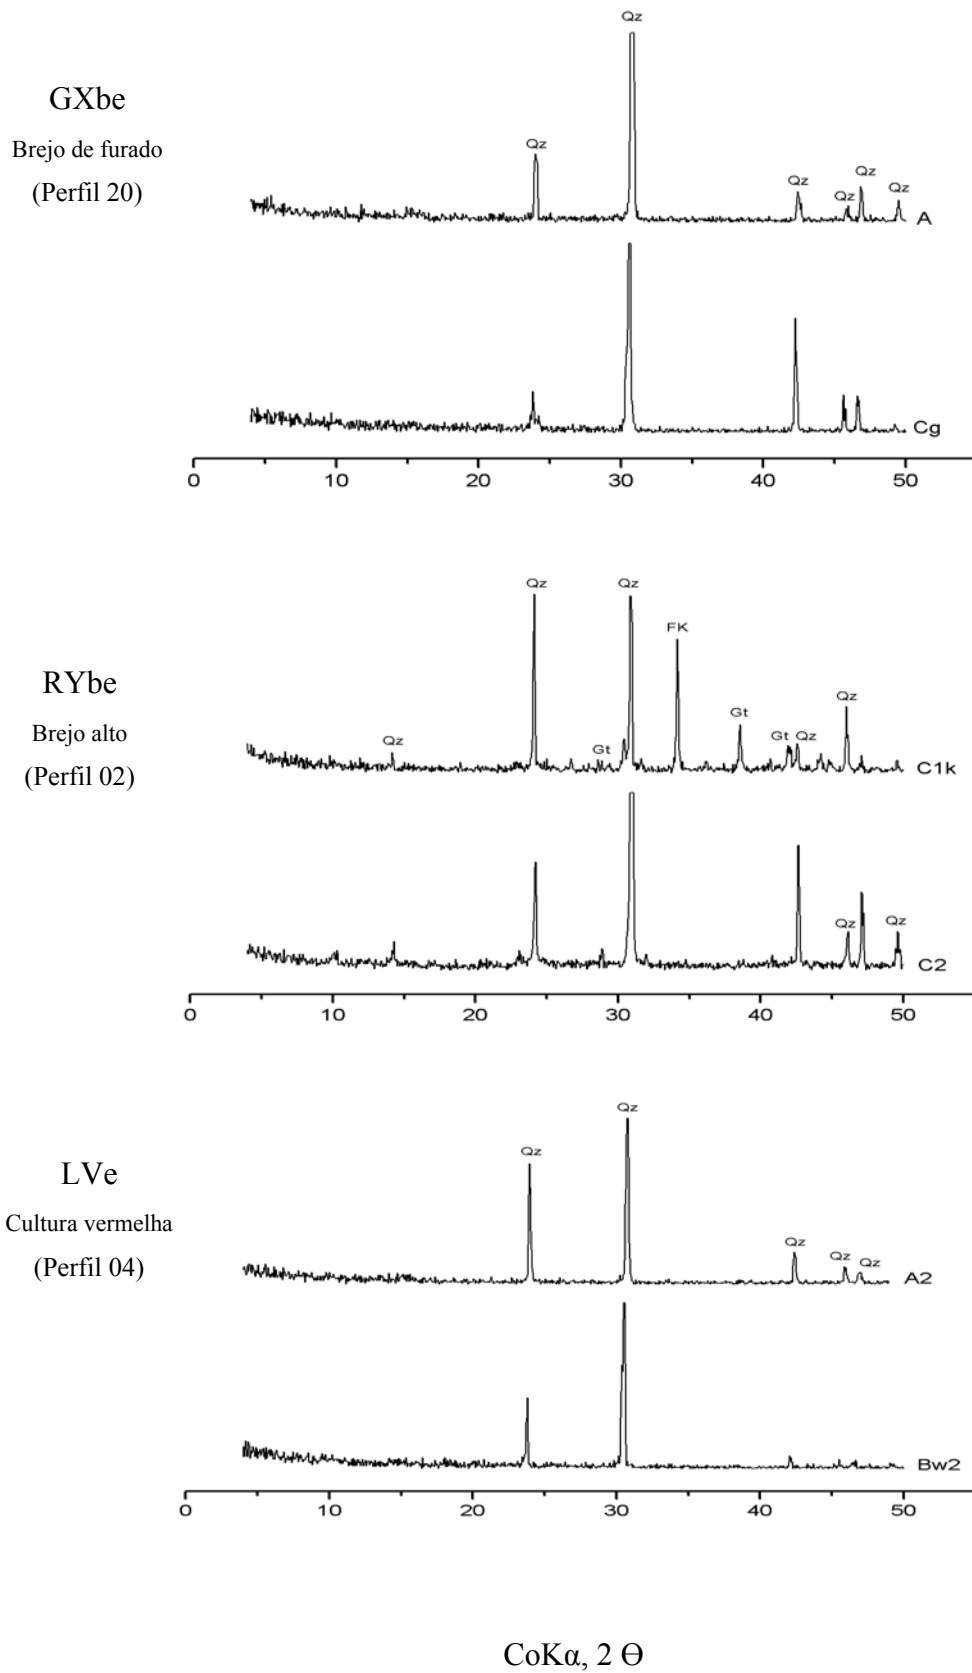 Qz
GXbe
Brejo de furado
(Perfil 20)
Qz
Qz
Qz
Qz
Qz
A
Cg
0 10 20 30 40 50
RYbe
Brejo alto
(Perfil 02)
Qz
Qz
FK
Qz
Gt
Gt
Gt
Qz
Qz
C1k
Qz
Qz
C2
0 10 20 30 40 50
LVe
Cultura vermelha
(Perfil 04)
Qz
Qz
Qz
Qz
Qz
A2
Bw2
0 10 20 30 40 50
CoKα, 2 Ө